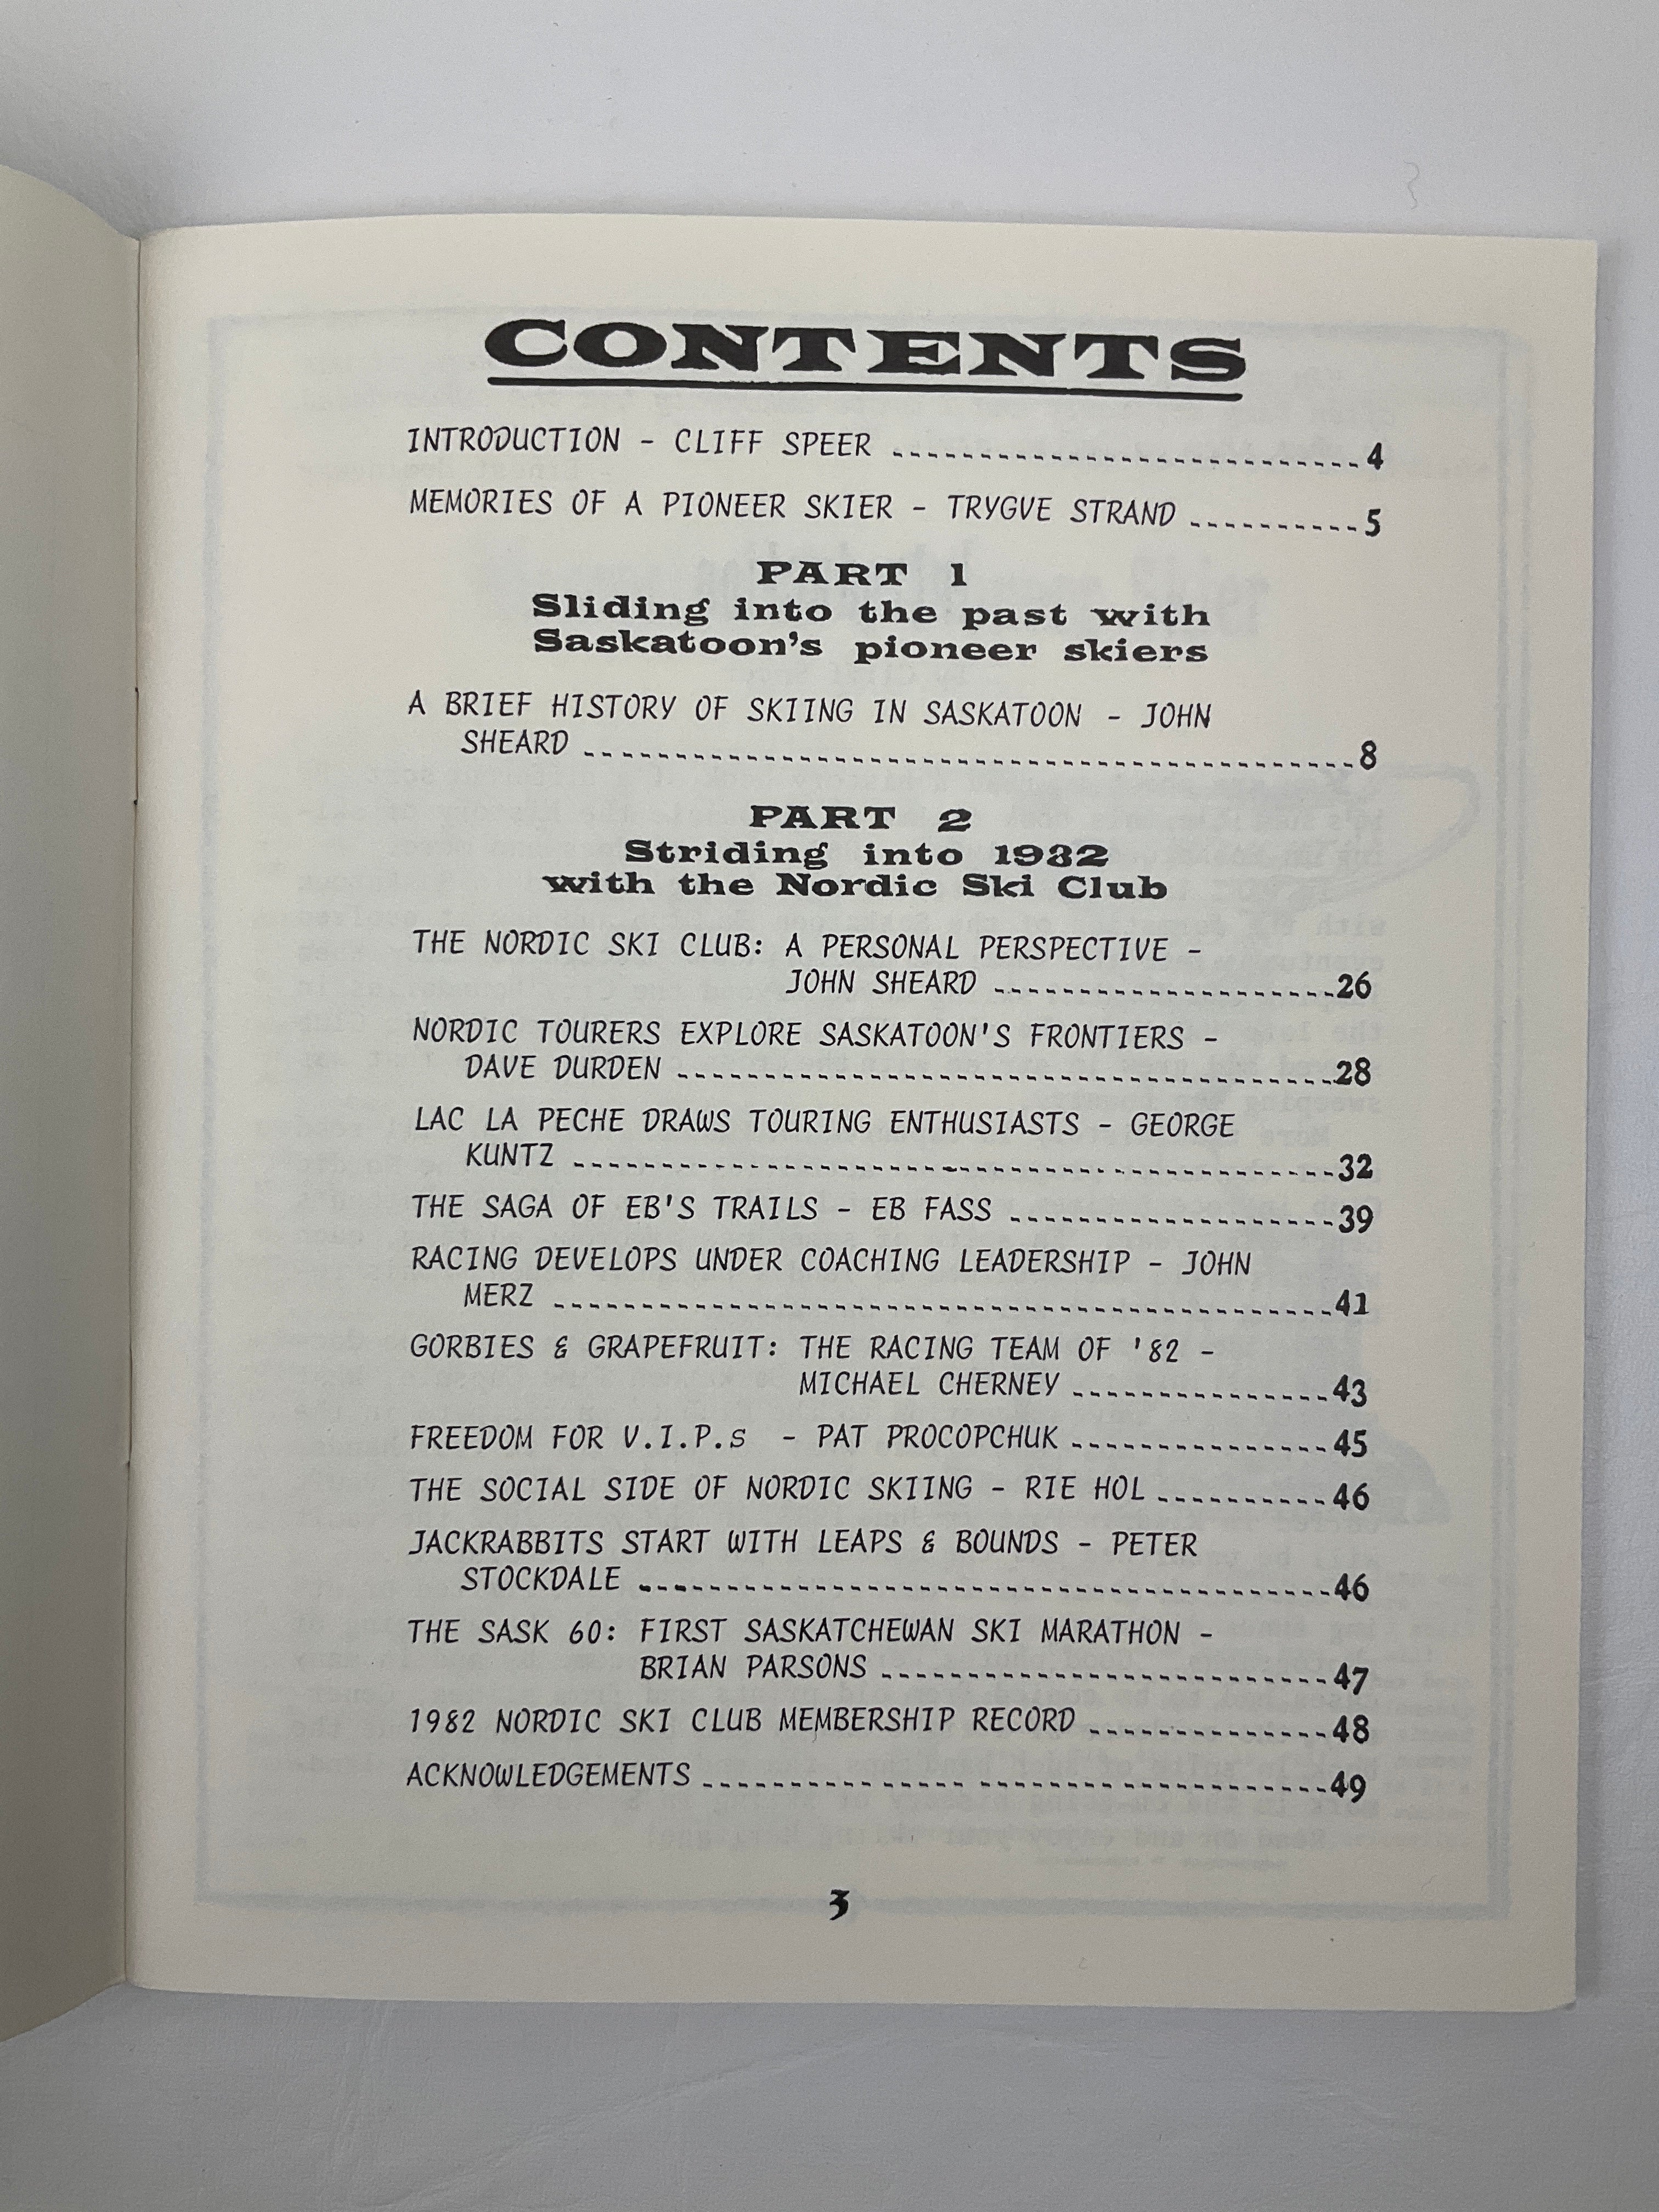 CONTENTS
INTRODUCTION - CLIFF SPEER ..............................4
MEMORIES OF A PIONEER SKIER - TRYGVE STRAND ..........5
PART 1
Sliding into the past with
Saskatoon's pioneer skiers
A BRIEF HISTORY OF SKIING IN SASKATOON - JOHN
SHEARD ..............................8
PART 2
Striding into 1982
with the Nordic Ski Club
THE NORDIC SKI CLUB: A PERSONAL PERSPECTIVE -
JOHN SHEARD ....................26
NORDIC TOURERS EXPLORE SASKATOON'S FRONTIERS -
DAVE DURDEN ..............................28
LAC LA PECHE DRAWS TOURING ENTHUSIASTS - GEORGE
KUNTZ ..............................32
THE SAGA OF EB'S TRAILS - EB FASS ....................39
RACING DEVELOPS UNDER COACHING LEADERSHIP - JOHN
MERZ ..............................41
GORBIES & GRAPEFRUIT: THE RACING TEAM OF '82 -
MICHAEL CHERNEY ...............43
FREEDOM FOR V.I.P.s - PAT PROCOPCHUK ...............45
THE SOCIAL SIDE OF NORDIC SKIING - RIE HOL ..........46
JACKRABBITS START WITH LEAPS & BOUNDS - PETER
STOCKDALE ..............................46
THE SASK 60: FIRST SASKATCHEWAN SKI MARATHON -
BRIAN PARSONS .........................47
1982 NORDIC SKI CLUB MEMBERSHIP RECORD ...............48
ACKNOWLEDGEMENTS ..............................49
3